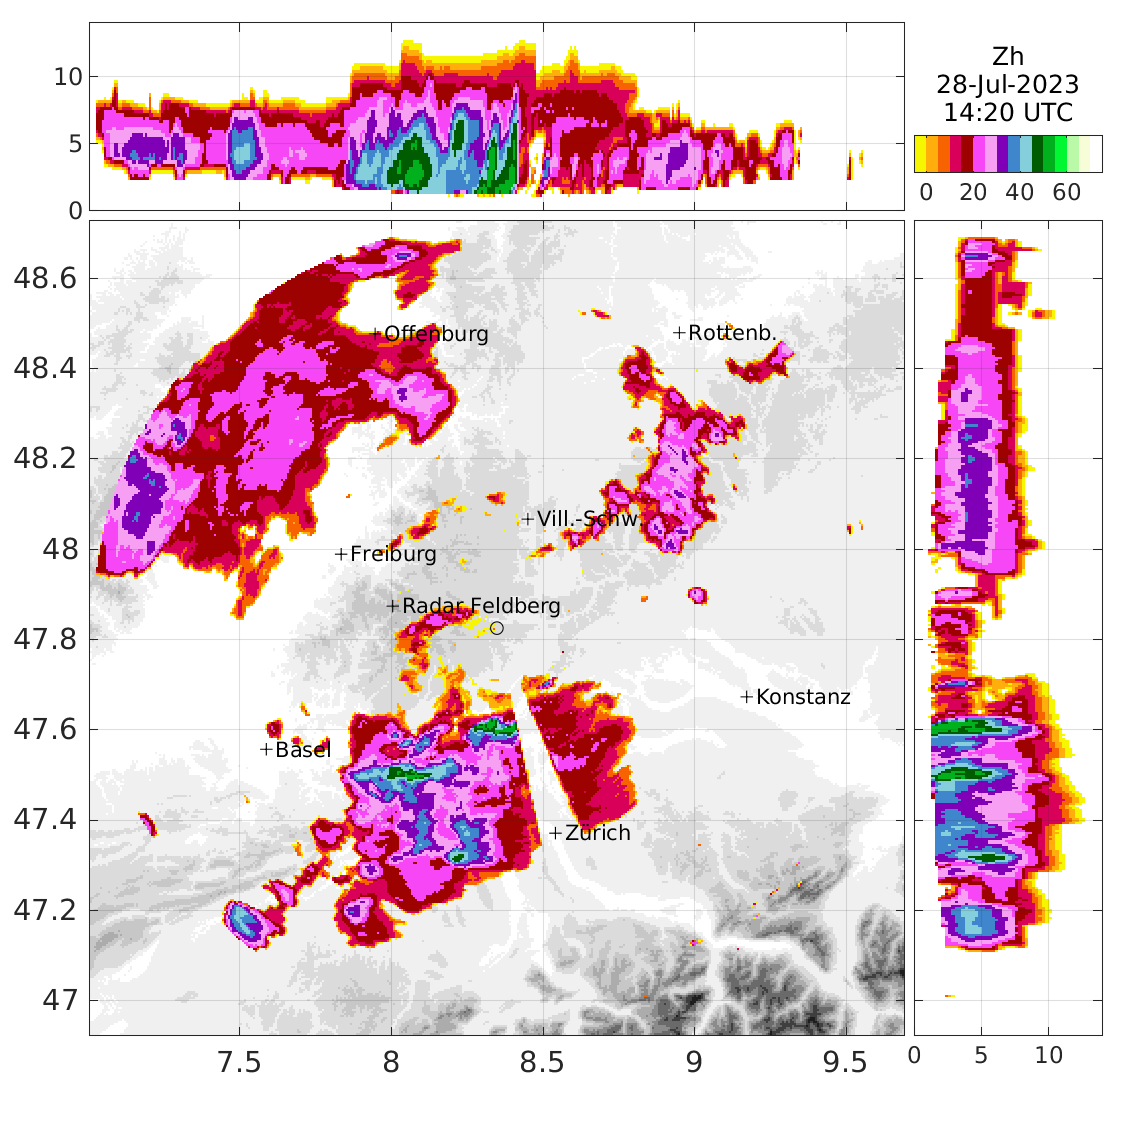 Zh
28-Jul-2023
14:20 UTC
0 20 40 60
10
5
0
48.6
48.4
48.2
48
47.8
47.6
47.4
47.2
47
Offenburg
Rottenb.
Vill.-Schw.
Freiburg
Radar Feldberg
Konstanz
Basel
Zürich
7.5 8 8.5 9 9.5
0 5 10